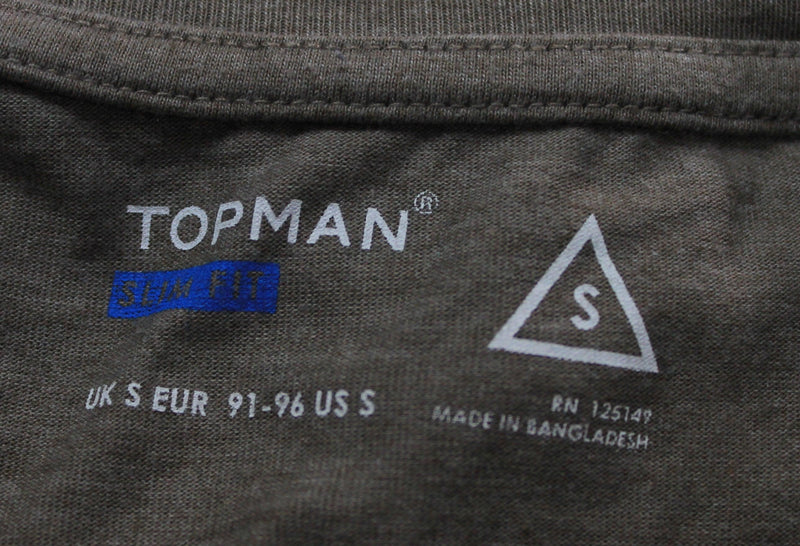 TOPMAN®
SLIM FIT
S
UK S EUR 91-96 US S
RN 125149
MADE IN BANGLADESH